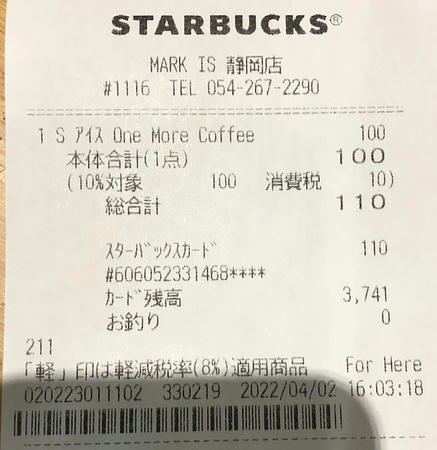 STARBUCKS®
MARK IS 静岡店
#1116 TEL 054-267-2290
1 S アイス One More Coffee 100
本体合計(1点) 100
(10%対象 100 消費税 10)
総合計 110
スターバックスカード 110
#606052331468****
カード残高 3,741
お釣り 0
211
「軽」印は軽減税率(8%)適用商品 For Here
020223011102 330219 2022/04/02 16:03:18